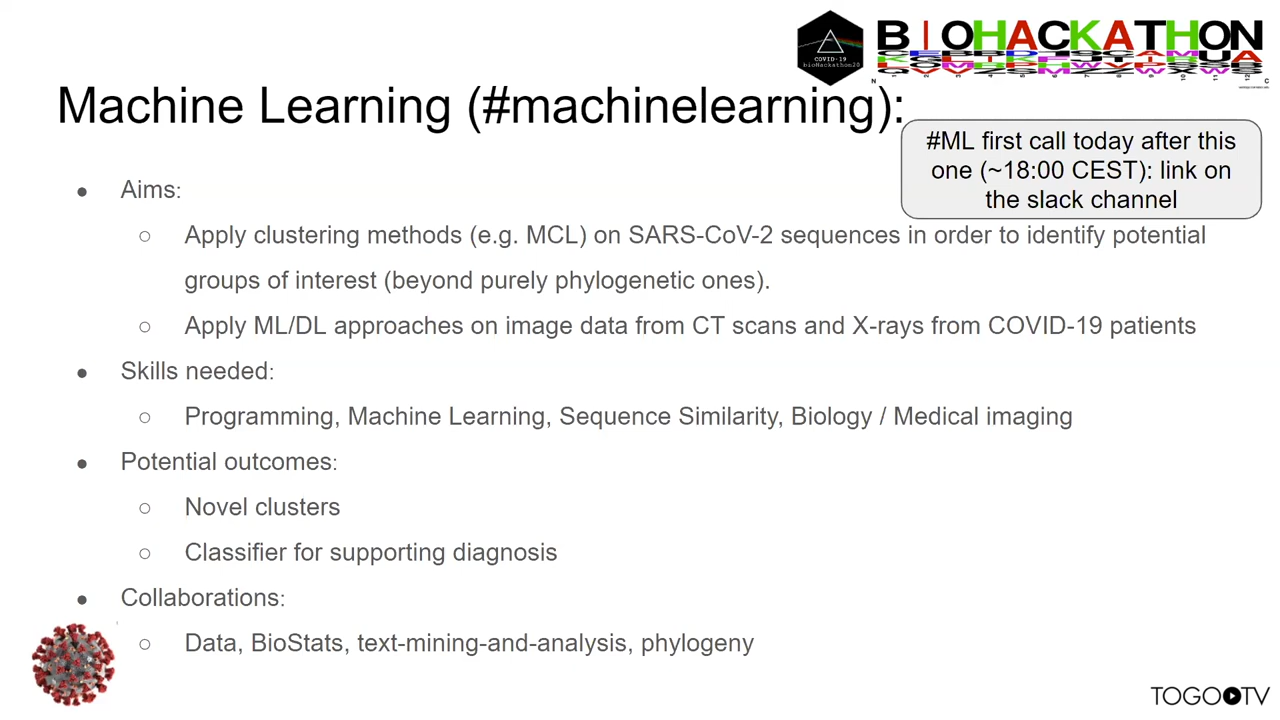 BIOHACKATHON
COVID-19
bioHackathon20
Machine Learning (#machinelearning):
#ML first call today after this
one (~18:00 CEST): link on
the slack channel
● Aims:
○ Apply clustering methods (e.g. MCL) on SARS-CoV-2 sequences in order to identify potential
groups of interest (beyond purely phylogenetic ones).
○ Apply ML/DL approaches on image data from CT scans and X-rays from COVID-19 patients
● Skills needed:
○ Programming, Machine Learning, Sequence Similarity, Biology / Medical imaging
● Potential outcomes:
○ Novel clusters
○ Classifier for supporting diagnosis
● Collaborations:
○ Data, BioStats, text-mining-and-analysis, phylogeny
TOGOTV